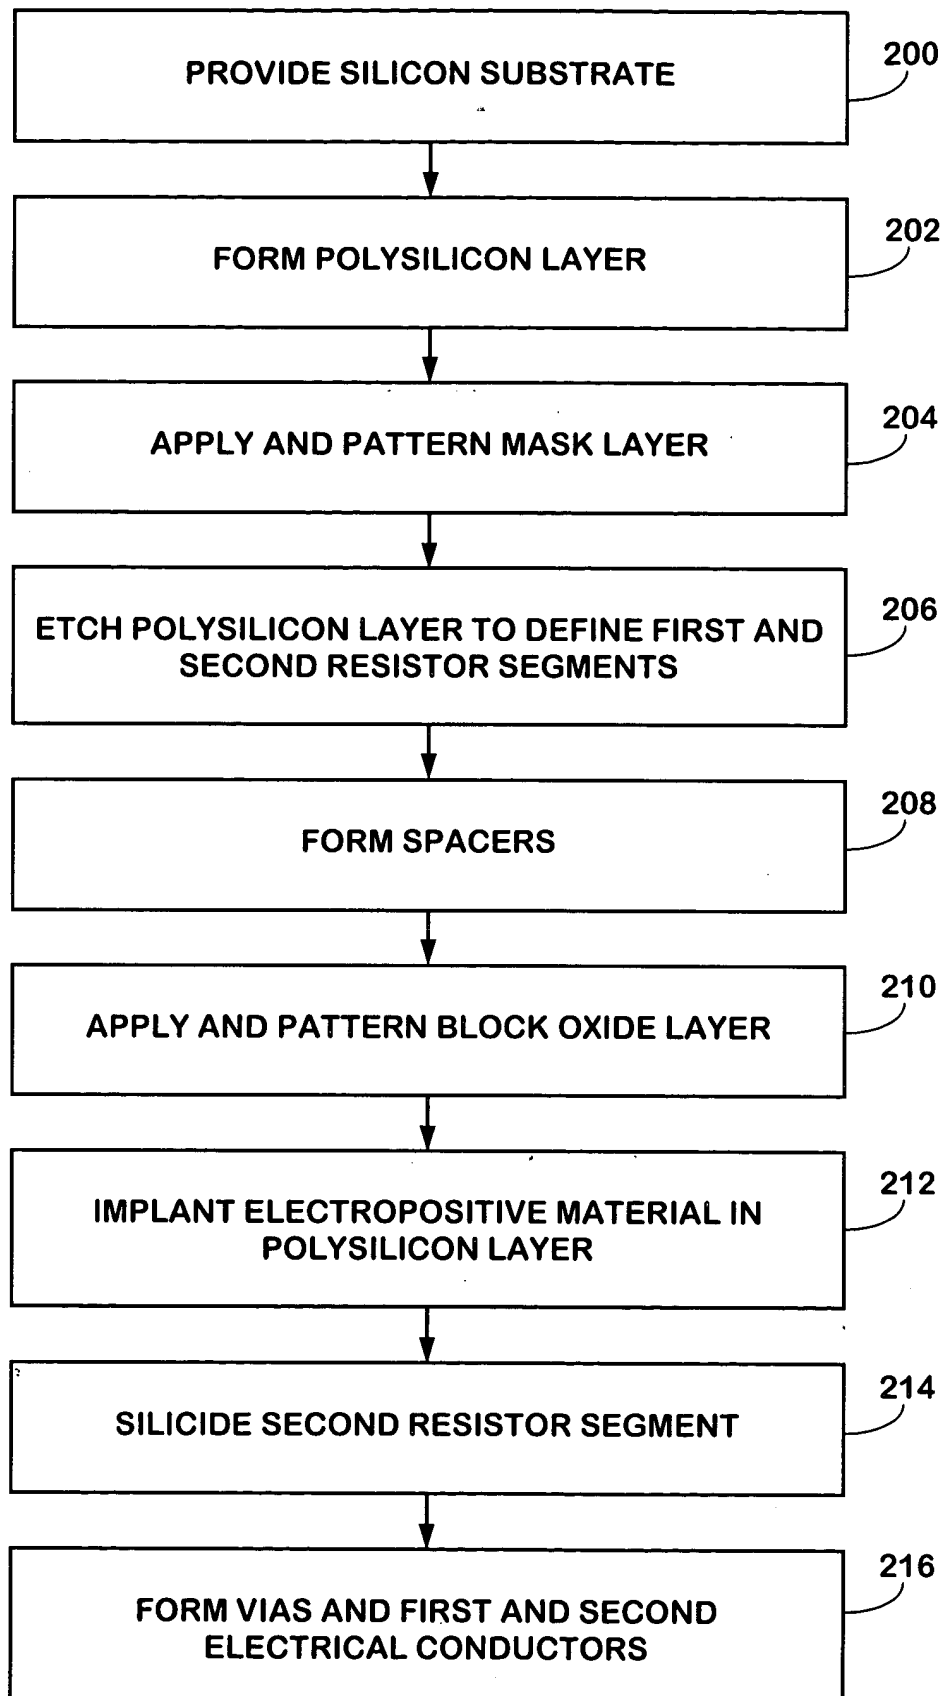 PROVIDE SILICON SUBSTRATE
200
FORM POLYSILICON LAYER
202
APPLY AND PATTERN MASK LAYER
204
ETCH POLYSILICON LAYER TO DEFINE FIRST AND
SECOND RESISTOR SEGMENTS
206
FORM SPACERS
208
APPLY AND PATTERN BLOCK OXIDE LAYER
210
IMPLANT ELECTROPOSITIVE MATERIAL IN
POLYSILICON LAYER
212
SILICIDE SECOND RESISTOR SEGMENT
214
FORM VIAS AND FIRST AND SECOND
ELECTRICAL CONDUCTORS
216